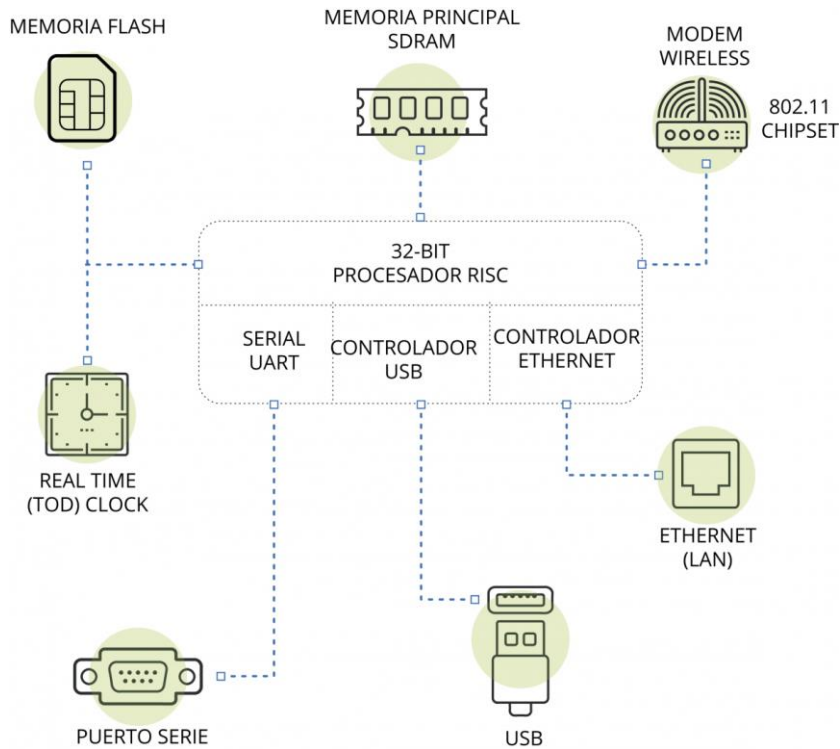 MEMORIA FLASH
MEMORIA PRINCIPAL
SDRAM
MODEM
WIRELESS
802.11
CHIPSET
32-BIT
PROCESADOR RISC
SERIAL
UART
CONTROLADOR
USB
CONTROLADOR
ETHERNET
REAL TIME
(TOD) CLOCK
ETHERNET
(LAN)
PUERTO SERIE
USB